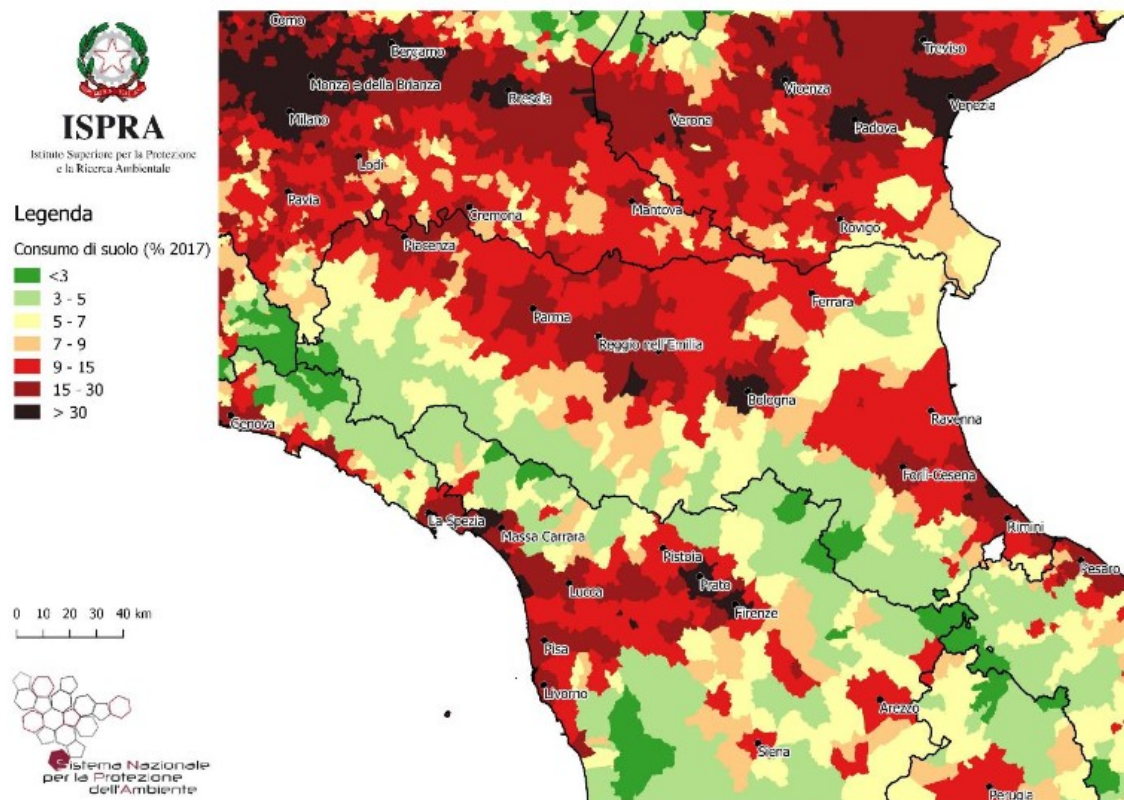 ISPRA
Istituto Superiore per la Protezione
e la Ricerca Ambientale
Legenda
Consumo di suolo (% 2017)
<3
3 - 5
5 - 7
7 - 9
9 - 15
15 - 30
> 30
0 10 20 30 40 km
Sistema Nazionale
per la Protezione
dell'Ambiente
Como
Bergamo
Treviso
Monza e della Brianza
Brescia
Vicenza
Venezia
Milano
Verona
Padova
Lodi
Pavia
Cremona
Mantova
Rovigo
Piacenza
Ferrara
Parma
Reggio nell'Emilia
Bologna
Genova
Ravenna
Forlì-Cesena
La Spezia
Massa Carrara
Rimini
Pistoia
Pesaro
Prato
Lucca
Firenze
Pisa
Livorno
Arezzo
Siena
Perugia